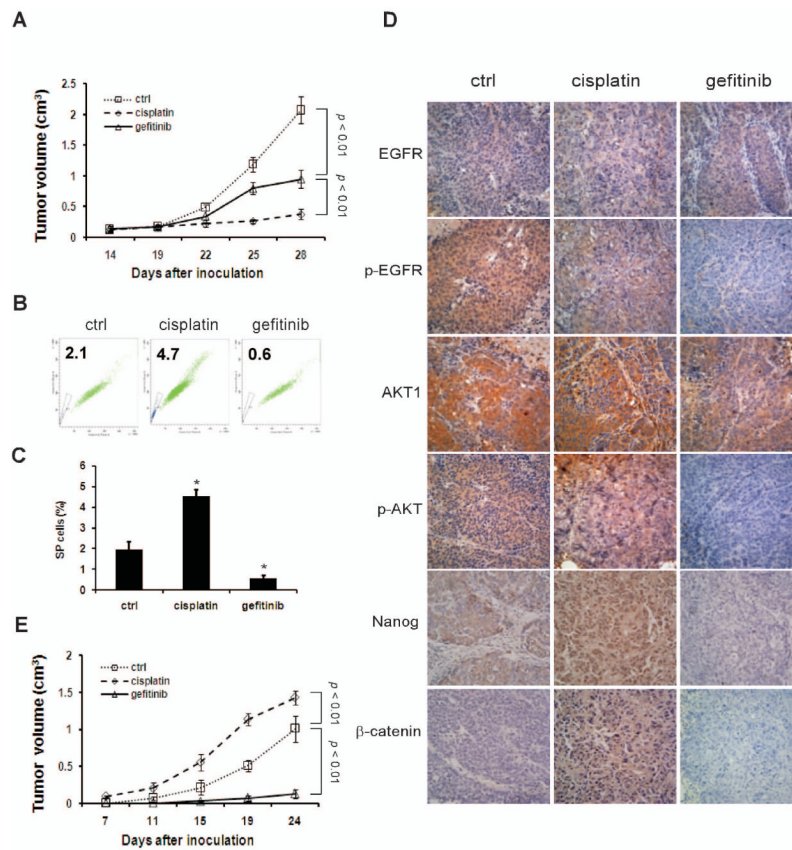 A
Tumor volume (cm³)
2.5
2
1.5
1
0.5
0
ctrl
cisplatin
gefitinib
p < 0.01
p < 0.01
14 19 22 25 28
Days after inoculation
B
ctrl cisplatin gefitinib
2.1 4.7 0.6
C
SP cells (%)
6
5
4
3
2
1
0
* *
ctrl cisplatin gefitinib
E
Tumor volume (cm³)
2
1.5
1
0.5
0
ctrl
cisplatin
gefitinib
p < 0.01
p < 0.01
7 11 15 19 24
Days after inoculation
D
ctrl cisplatin gefitinib
EGFR
p-EGFR
AKT1
p-AKT
Nanog
β-catenin